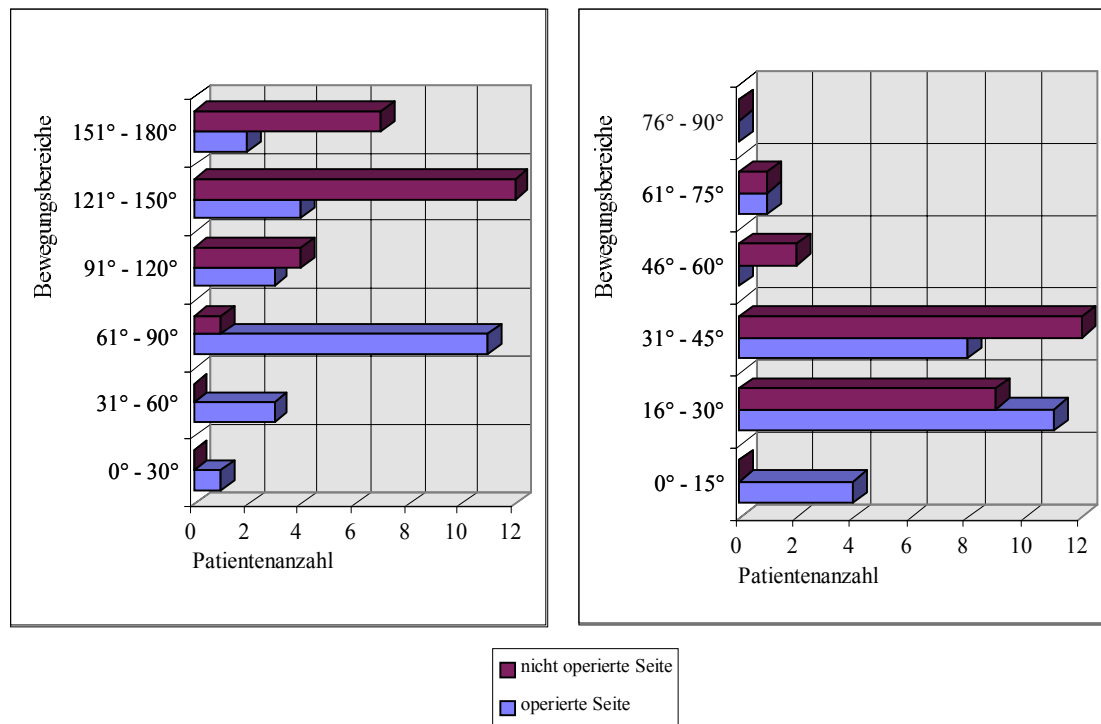 Bewegungsbereiche
151° - 180°
121° - 150°
91° - 120°
61° - 90°
31° - 60°
0° - 30°
0 2 4 6 8 10 12
Patientenanzahl
Bewegungsbereiche
76° - 90°
61° - 75°
46° - 60°
31° - 45°
16° - 30°
0° - 15°
0 2 4 6 8 10 12
Patientenanzahl
nicht operierte Seite
operierte Seite